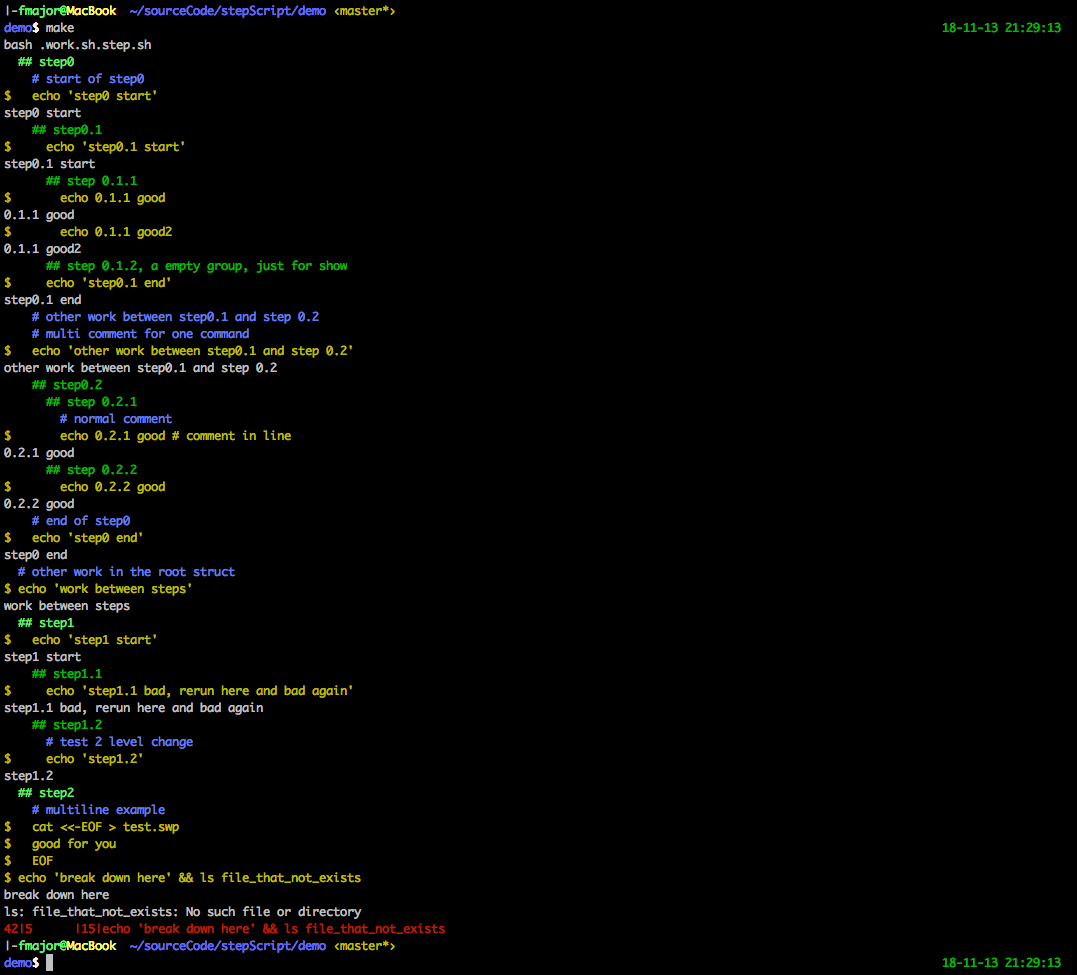 |-fmajor@MacBook  ~/sourceCode/stepScript/demo <master*>
demo$ make 18-11-13 21:29:13
bash .work.sh.step.sh
  ## step0
    # start of step0
$   echo 'step0 start'
step0 start
    ## step0.1
$     echo 'step0.1 start'
step0.1 start
      ## step 0.1.1
$       echo 0.1.1 good
0.1.1 good
$       echo 0.1.1 good2
0.1.1 good2
      ## step 0.1.2, a empty group, just for show
$     echo 'step0.1 end'
step0.1 end
    # other work between step0.1 and step 0.2
    # multi comment for one command
$   echo 'other work between step0.1 and step 0.2'
other work between step0.1 and step 0.2
    ## step0.2
      ## step 0.2.1
        # normal comment
$       echo 0.2.1 good # comment in line
0.2.1 good
      ## step 0.2.2
$       echo 0.2.2 good
0.2.2 good
    # end of step0
$   echo 'step0 end'
step0 end
  # other work in the root struct
$ echo 'work between steps'
work between steps
  ## step1
$   echo 'step1 start'
step1 start
    ## step1.1
$     echo 'step1.1 bad, rerun here and bad again'
step1.1 bad, rerun here and bad again
    ## step1.2
      # test 2 level change
$     echo 'step1.2'
step1.2
  ## step2
    # multiline example
$   cat <<-EOF > test.swp
$   good for you
$   EOF
$ echo 'break down here' && ls file_that_not_exists
break down here
ls: file_that_not_exists: No such file or directory
42|5      |15|echo 'break down here' && ls file_that_not_exists
|-fmajor@MacBook  ~/sourceCode/stepScript/demo <master*>
demo$ 18-11-13 21:29:13